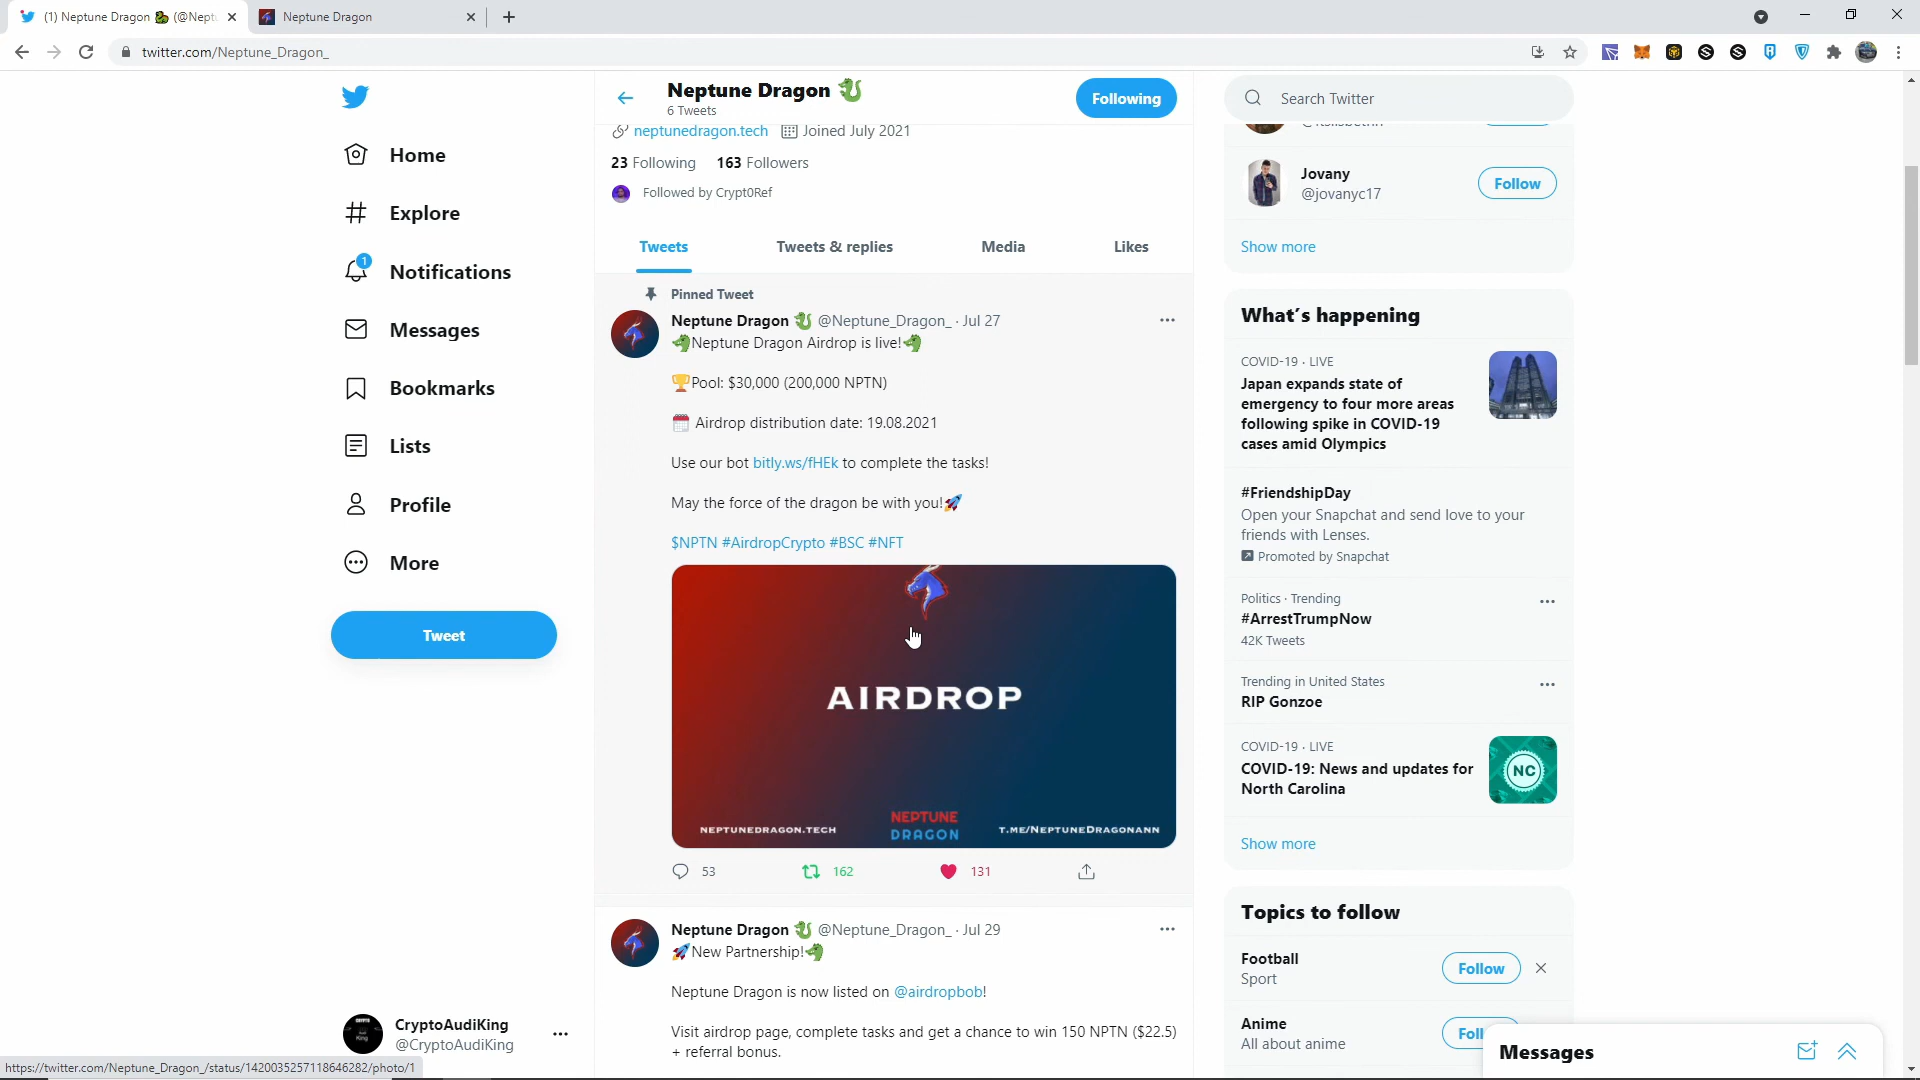 (1) Neptune Dragon 🐉 (@Neptu
Neptune Dragon
twitter.com/Neptune_Dragon_
Neptune Dragon 🐉
6 Tweets
Following
neptunedragon.tech Joined July 2021
23 Following 163 Followers
Followed by Crypt0Ref
Tweets
Tweets & replies
Media
Likes
Home
Explore
1
Notifications
Messages
Bookmarks
Lists
Profile
More
Tweet
CryptoAudiKing
@CryptoAudiKing
Pinned Tweet
Neptune Dragon 🐉 @Neptune_Dragon_ · Jul 27
🐲Neptune Dragon Airdrop is live!🐲
🏆Pool: $30,000 (200,000 NPTN)
🗓 Airdrop distribution date: 19.08.2021
Use our bot bitly.ws/fHEk to complete the tasks!
May the force of the dragon be with you!🚀
$NPTN #AirdropCrypto #BSC #NFT
AIRDROP
NEPTUNEDRAGON.TECH
NEPTUNE
DRAGON
T.ME/NEPTUNEDRAGONANN
53
162
131
Neptune Dragon 🐉 @Neptune_Dragon_ · Jul 29
🚀New Partnership!🐲
Neptune Dragon is now listed on @airdropbob!
Visit airdrop page, complete tasks and get a chance to win 150 NPTN ($22.5)
+ referral bonus.
Search Twitter
Jovany
@jovanyc17
Follow
Show more
What's happening
COVID-19 · LIVE
Japan expands state of
emergency to four more areas
following spike in COVID-19
cases amid Olympics
#FriendshipDay
Open your Snapchat and send love to your
friends with Lenses.
Promoted by Snapchat
Politics · Trending
#ArrestTrumpNow
42K Tweets
Trending in United States
RIP Gonzoe
COVID-19 · LIVE
COVID-19: News and updates for
North Carolina
NC
Show more
Topics to follow
Football
Sport
Follow
Anime
All about anime
Foll
Messages
https://twitter.com/Neptune_Dragon_/status/1420035257118646282/photo/1